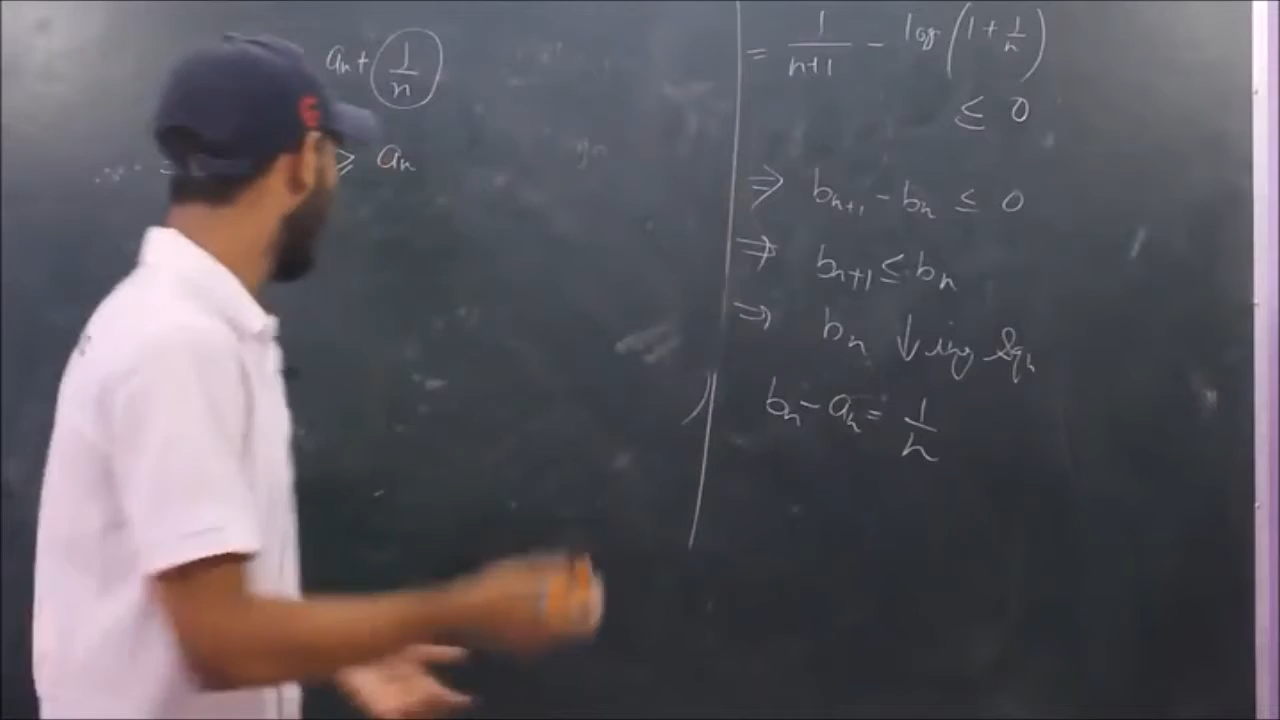 aₙ + 1/n
≥ aₙ
= 1/(n+1) - log(1 + 1/n)
≤ 0
⇒ bₙ₊₁ - bₙ ≤ 0
⇒ bₙ₊₁ ≤ bₙ
⇒ bₙ ↓ing Sqn
bₙ - aₙ = 1/n